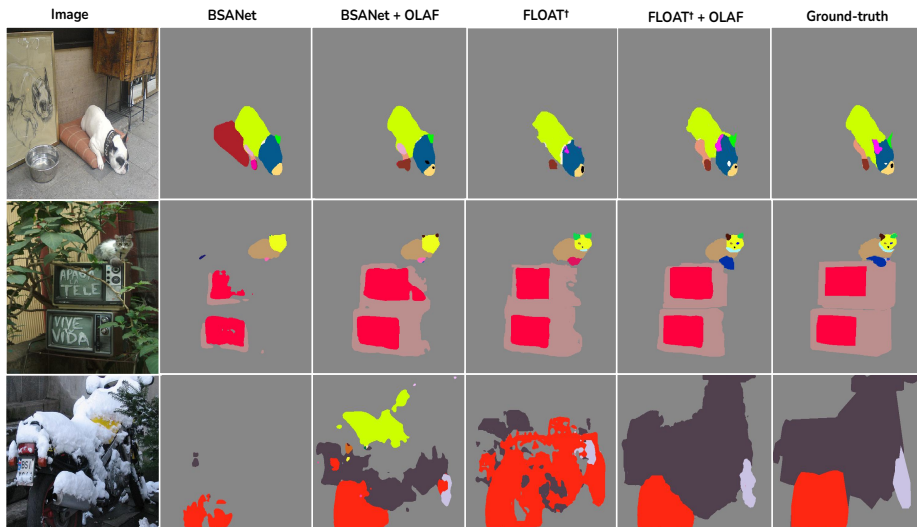 Image BSANet BSANet + OLAF FLOAT† FLOAT† + OLAF Ground-truth
APAGA
TELE
VIVE
VIDA